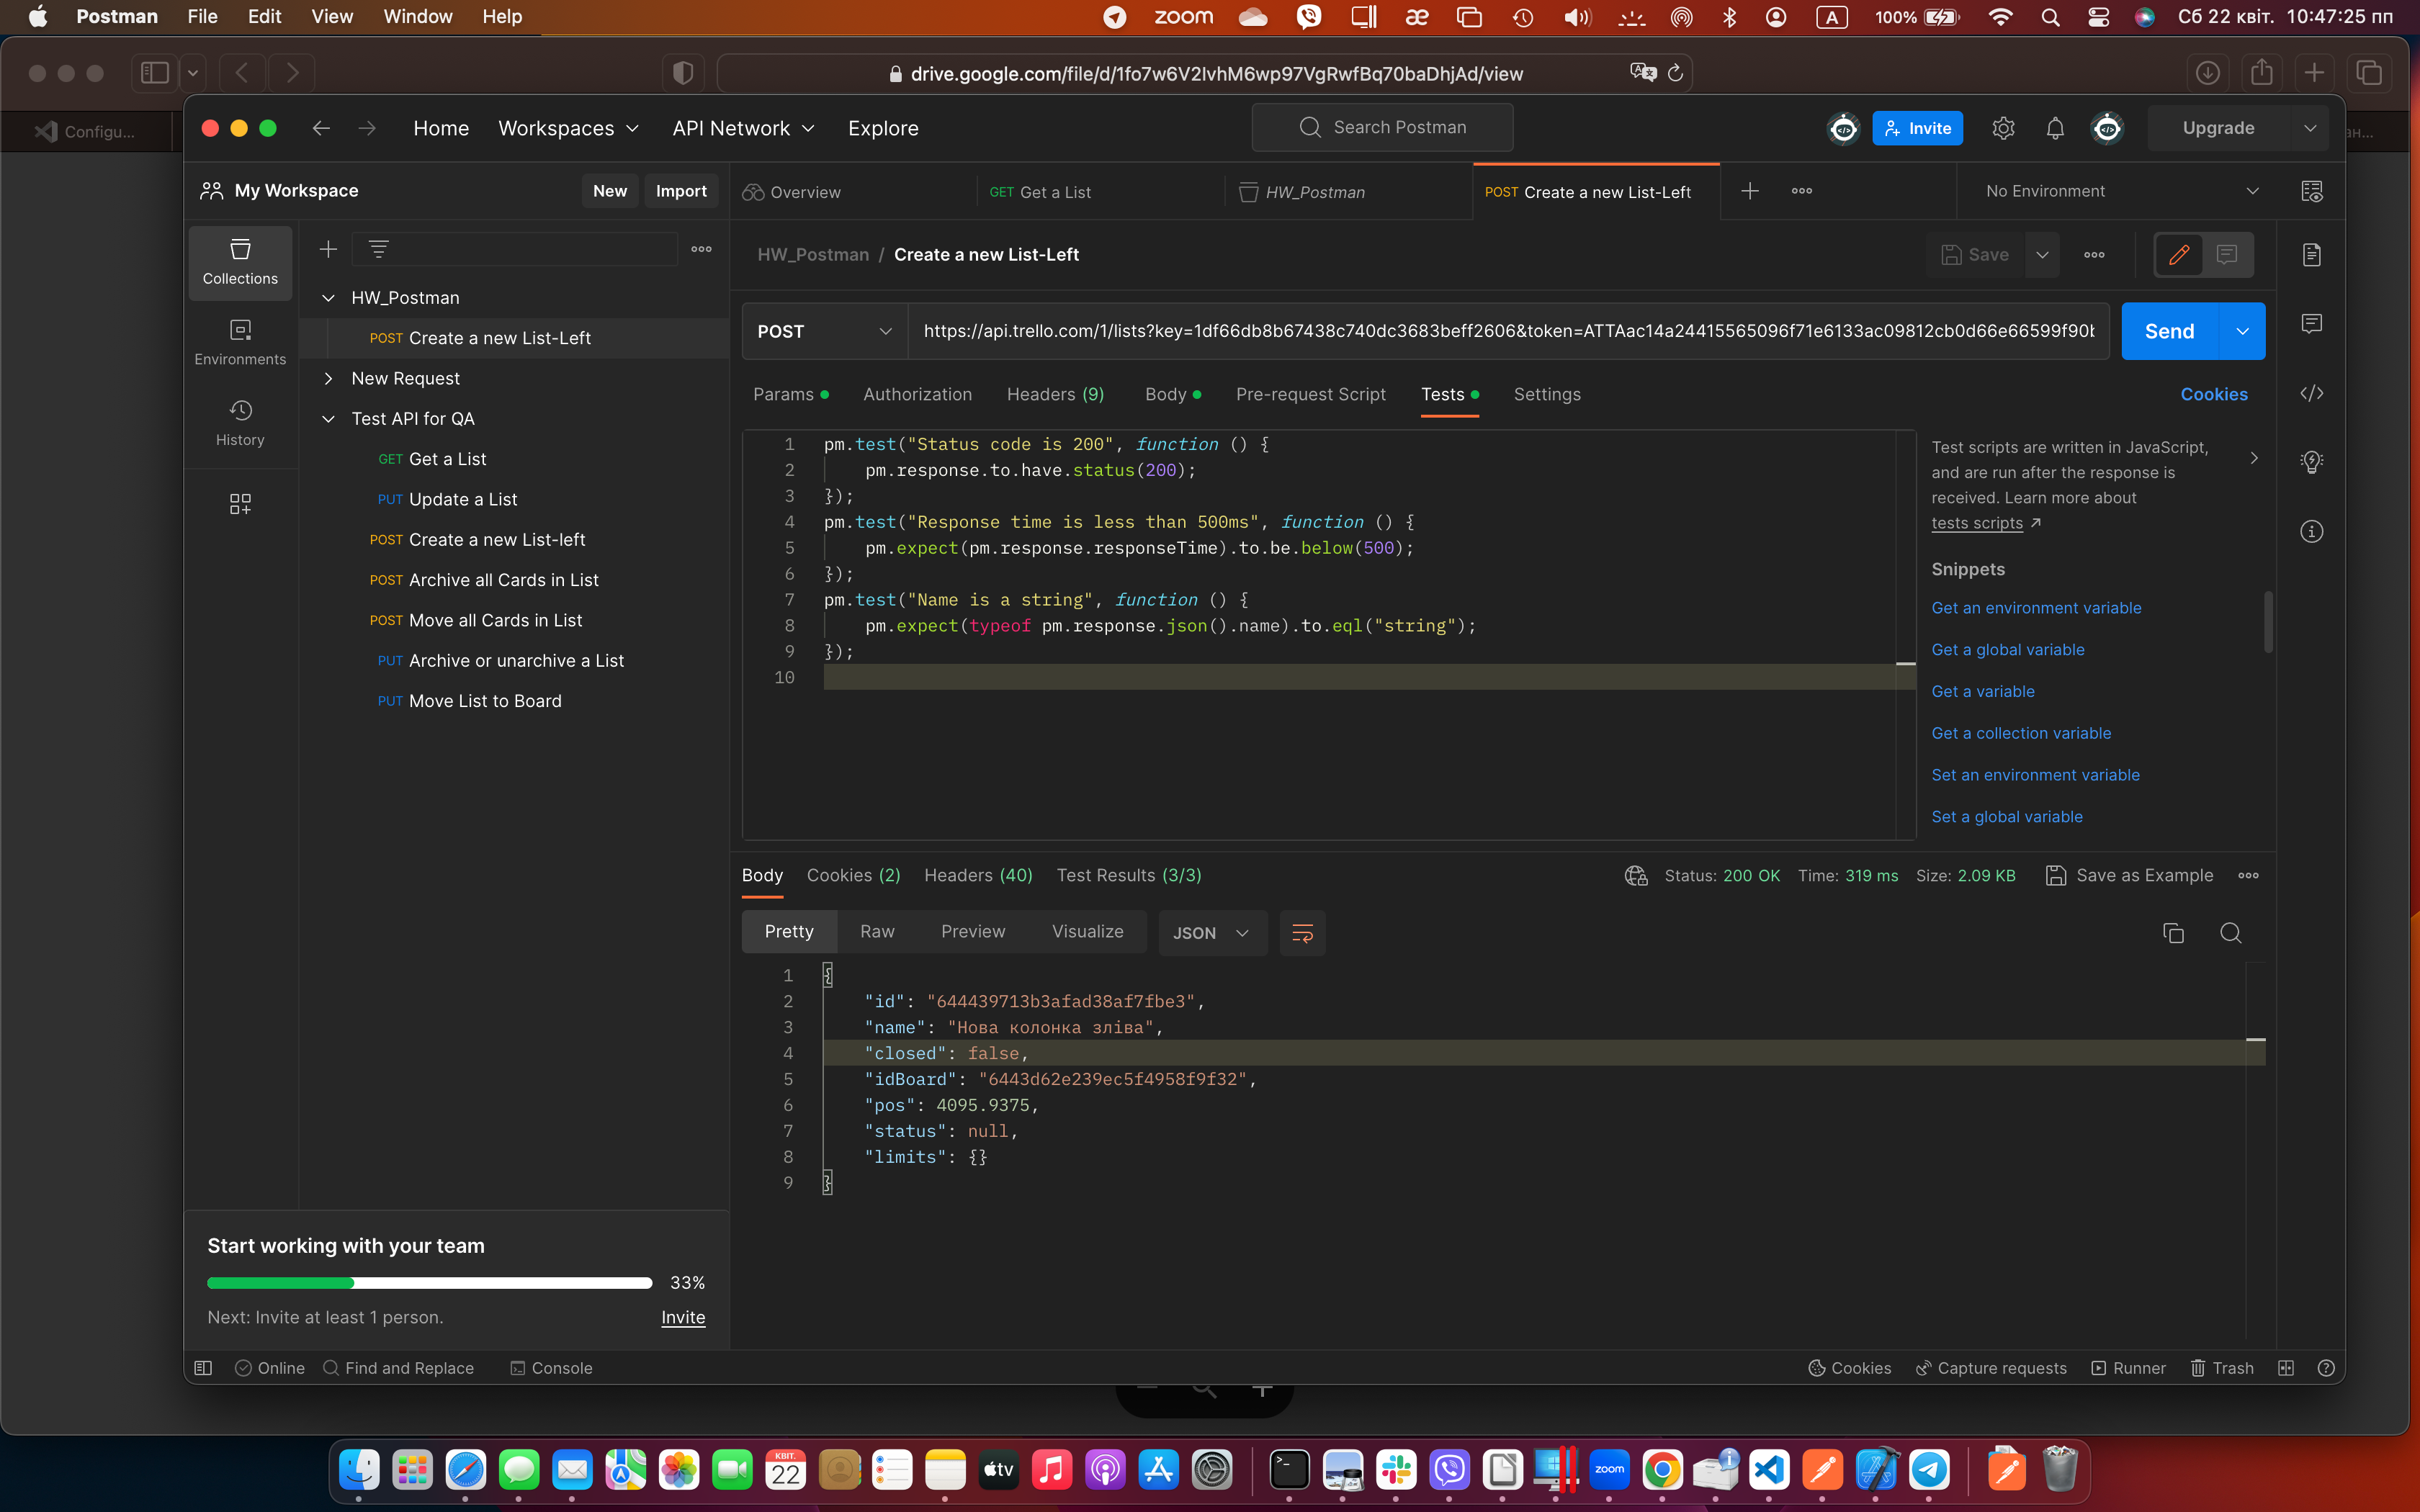 Postman File Edit View Window Help
zoom
A
100%
Сб 22 квіт. 10:47:25 пп
drive.google.com/file/d/1fo7w6V2lvhM6wp97VgRwfBq70baDhjAd/view
Configu...
ан...
Home Workspaces API Network Explore
Search Postman
Invite
Upgrade
My Workspace
New Import
Overview
GET Get a List
HW_Postman
POST Create a new List-Left
No Environment
Collections
Environments
History
HW_Postman
POST Create a new List-Left
New Request
Test API for QA
GET Get a List
PUT Update a List
POST Create a new List-left
POST Archive all Cards in List
POST Move all Cards in List
PUT Archive or unarchive a List
PUT Move List to Board
Start working with your team
33%
Next: Invite at least 1 person. Invite
HW_Postman / Create a new List-Left
Save
POST
https://api.trello.com/1/lists?key=1df66db8b67438c740dc3683beff2606&token=ATTAac14a24415565096f71e6133ac09812cb0d66e66599f90b
Send
Params Authorization Headers (9) Body Pre-request Script Tests Settings Cookies
1 pm.test("Status code is 200", function () {
2 pm.response.to.have.status(200);
3 });
4 pm.test("Response time is less than 500ms", function () {
5 pm.expect(pm.response.responseTime).to.be.below(500);
6 });
7 pm.test("Name is a string", function () {
8 pm.expect(typeof pm.response.json().name).to.eql("string");
9 });
10
Test scripts are written in JavaScript,
and are run after the response is
received. Learn more about
tests scripts ↗
Snippets
Get an environment variable
Get a global variable
Get a variable
Get a collection variable
Set an environment variable
Set a global variable
Body Cookies (2) Headers (40) Test Results (3/3)
Status: 200 OK Time: 319 ms Size: 2.09 KB Save as Example
Pretty Raw Preview Visualize JSON
1 {
2 "id": "644439713b3afad38af7fbe3",
3 "name": "Нова колонка зліва",
4 "closed": false,
5 "idBoard": "6443d62e239ec5f4958f9f32",
6 "pos": 4095.9375,
7 "status": null,
8 "limits": {}
9 }
Online Find and Replace Console
Cookies Capture requests Runner Trash
КВІТ.
22
tv
zoom